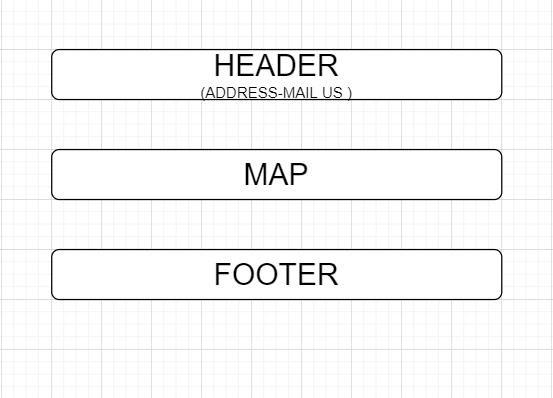 HEADER
(ADDRESS-MAIL US )
MAP
FOOTER